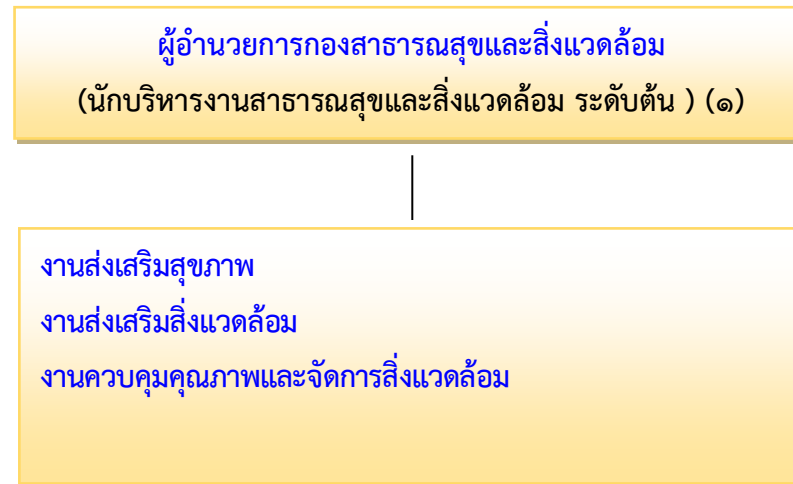 ผู้อำนวยการกองสาธารณสุขและสิ่งแวดล้อม
(นักบริหารงานสาธารณสุขและสิ่งแวดล้อม ระดับต้น ) (๑)
งานส่งเสริมสุขภาพ
งานส่งเสริมสิ่งแวดล้อม
งานควบคุมคุณภาพและจัดการสิ่งแวดล้อม